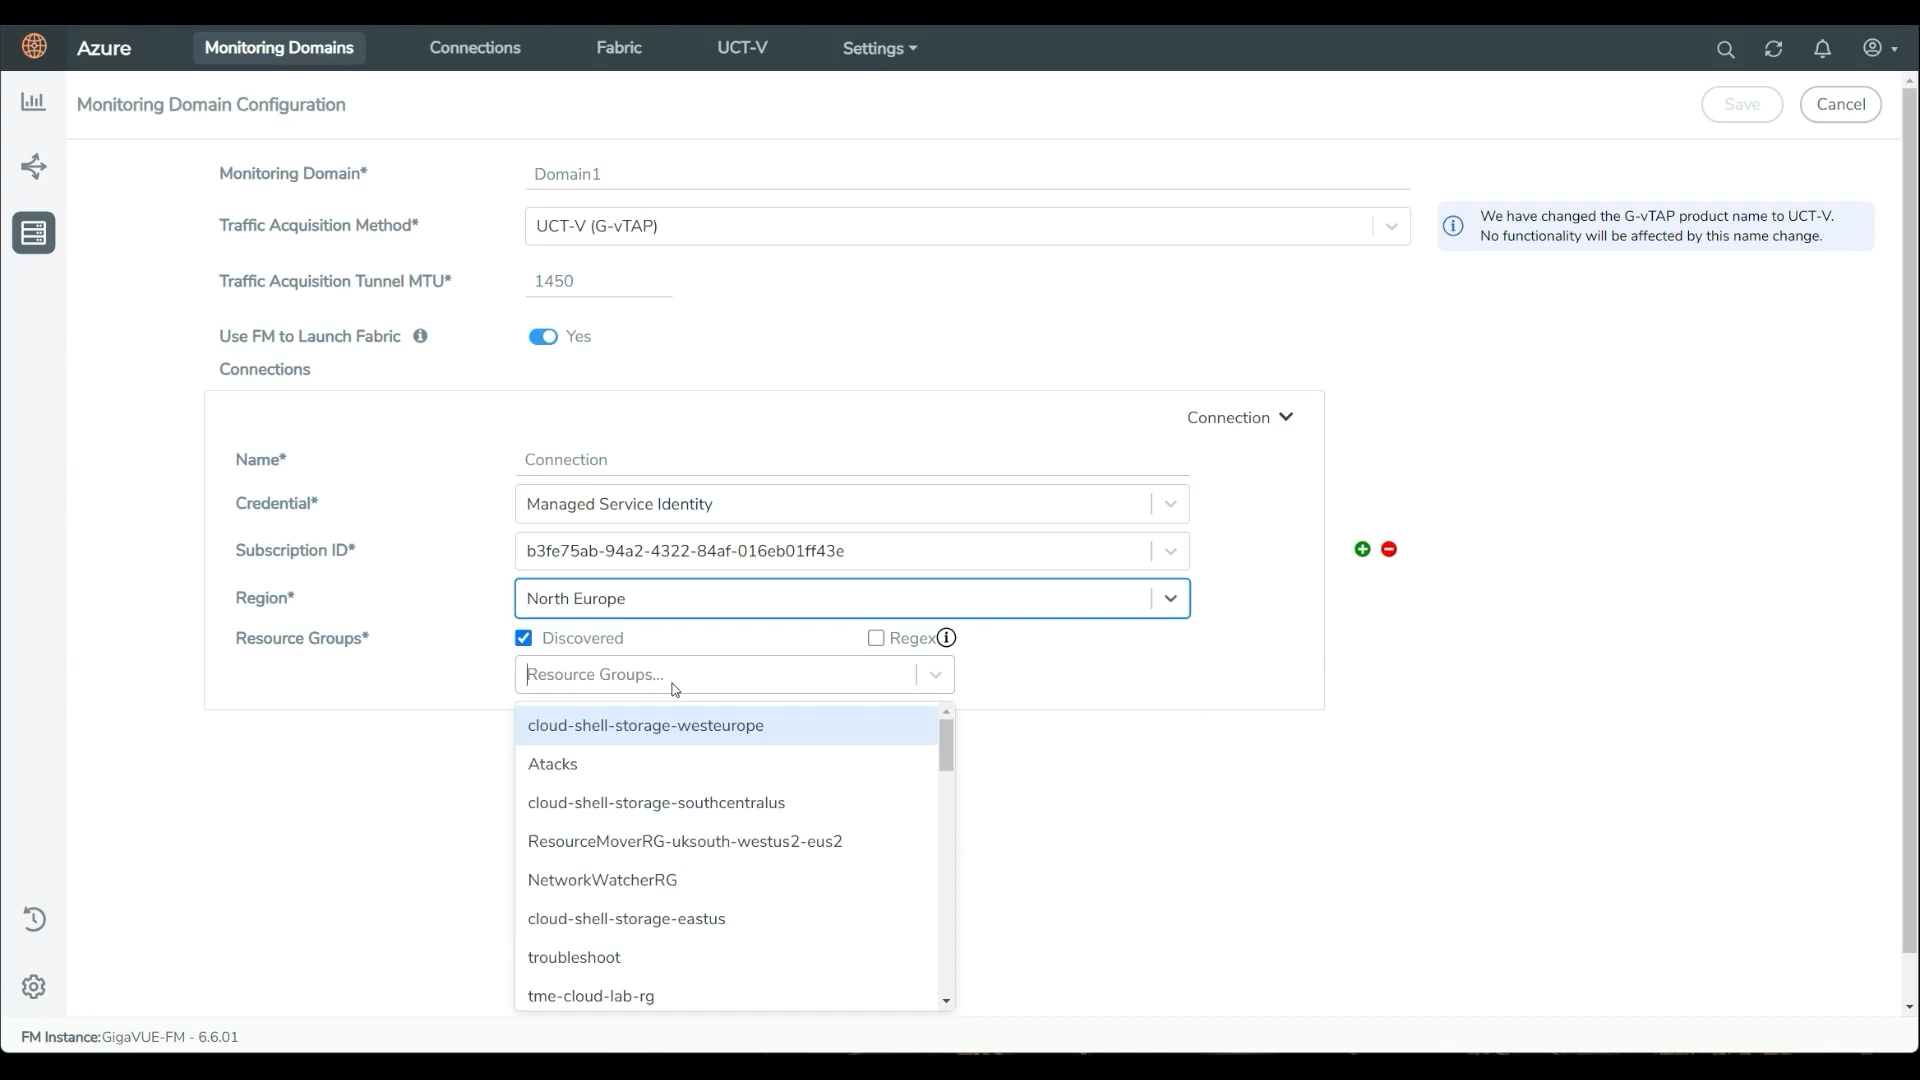 Azure
Monitoring Domains
Connections
Fabric
UCT-V
Settings
Monitoring Domain Configuration
Save
Cancel
Monitoring Domain*
Domain1
Traffic Acquisition Method*
UCT-V (G-vTAP)
We have changed the G-vTAP product name to UCT-V.
No functionality will be affected by this name change.
Traffic Acquisition Tunnel MTU*
1450
Use FM to Launch Fabric
Yes
Connections
Connection
Name*
Connection
Credential*
Managed Service Identity
Subscription ID*
b3fe75ab-94a2-4322-84af-016eb01ff43e
Region*
North Europe
Resource Groups*
Discovered
Regex
Resource Groups...
cloud-shell-storage-westeurope
Atacks
cloud-shell-storage-southcentralus
ResourceMoverRG-uksouth-westus2-eus2
NetworkWatcherRG
cloud-shell-storage-eastus
troubleshoot
tme-cloud-lab-rg
FM Instance:GigaVUE-FM - 6.6.01